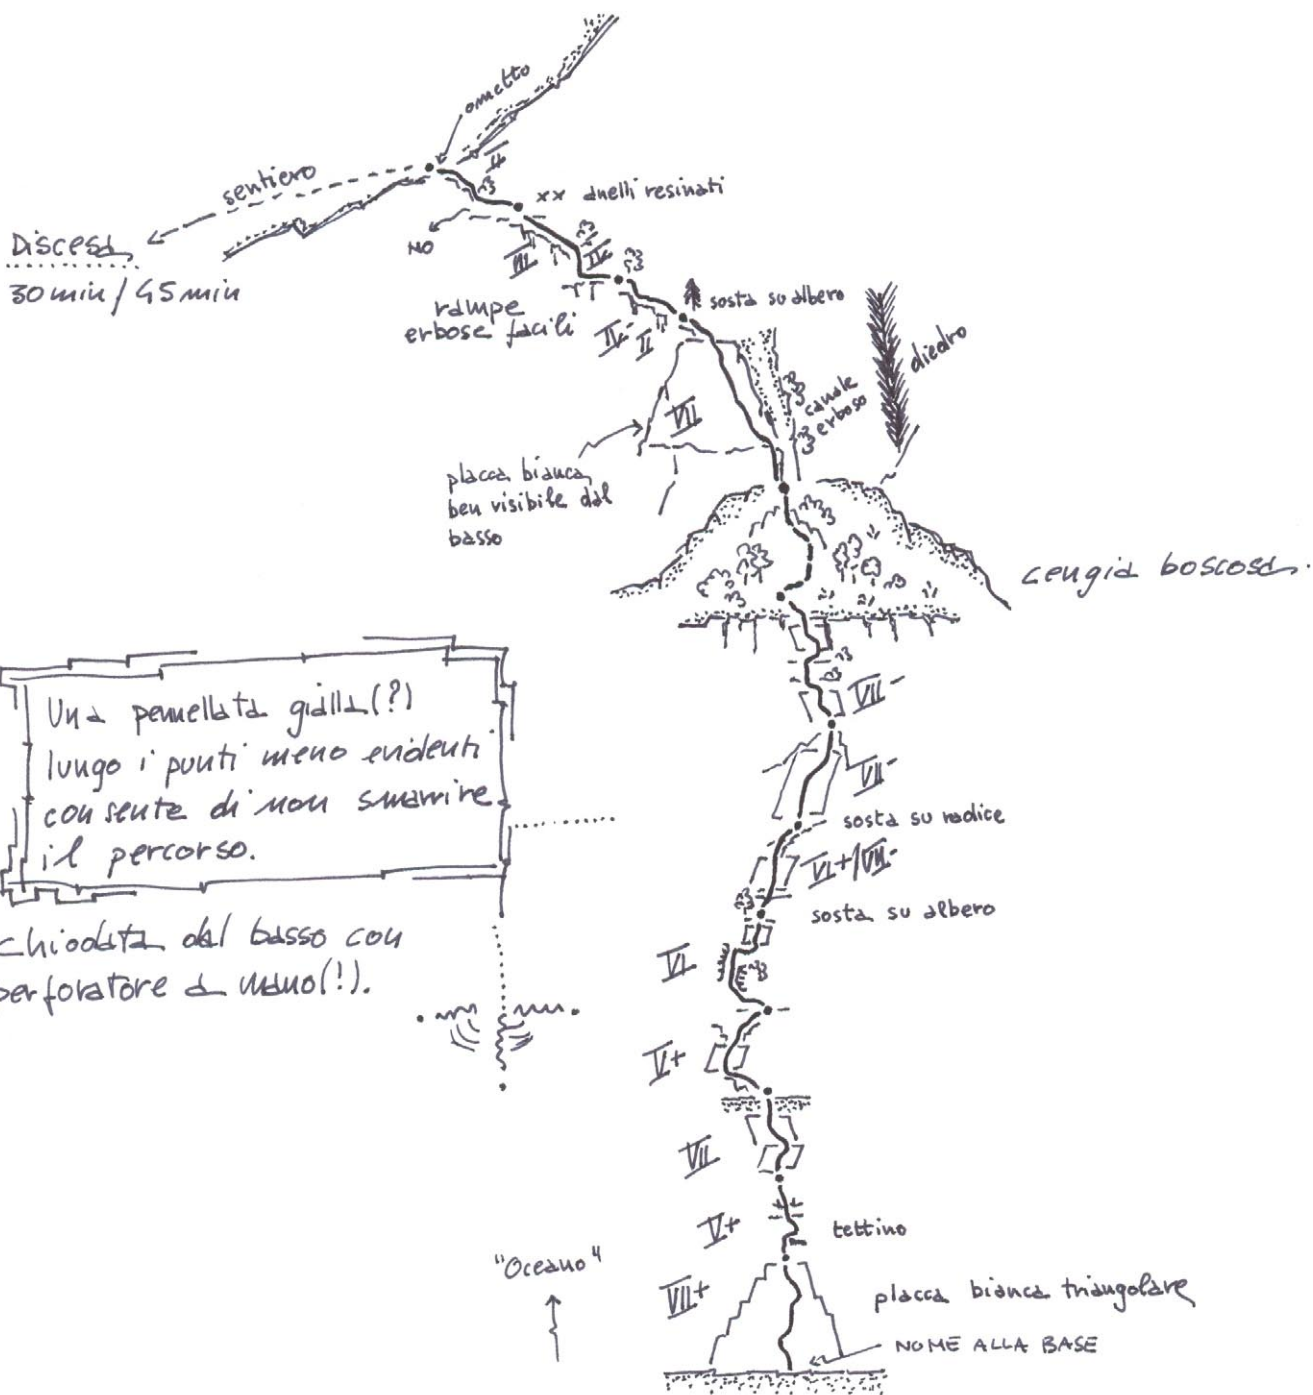 ometto
sentiero
II
xx anelli resinati
Discesa
30 min / 45 min
NO
III
IV
rampe
erbose facili
IV- II
sosta su albero
diedro
canale
erboso
VII
placca bianca
ben visibile dal
basso
cengia boscosa
Una pennellata gialla (?)
lungo i punti meno evidenti
consente di non smarrire
il percorso.
VII-
VII-
sosta su radice
VI+/VII-
sosta su albero
chiodata dal basso con
perforatore a mano (!).
VI
V+
VII
V+
tettino
"Oceano"
VII+
placca bianca triangolare
NOME ALLA BASE